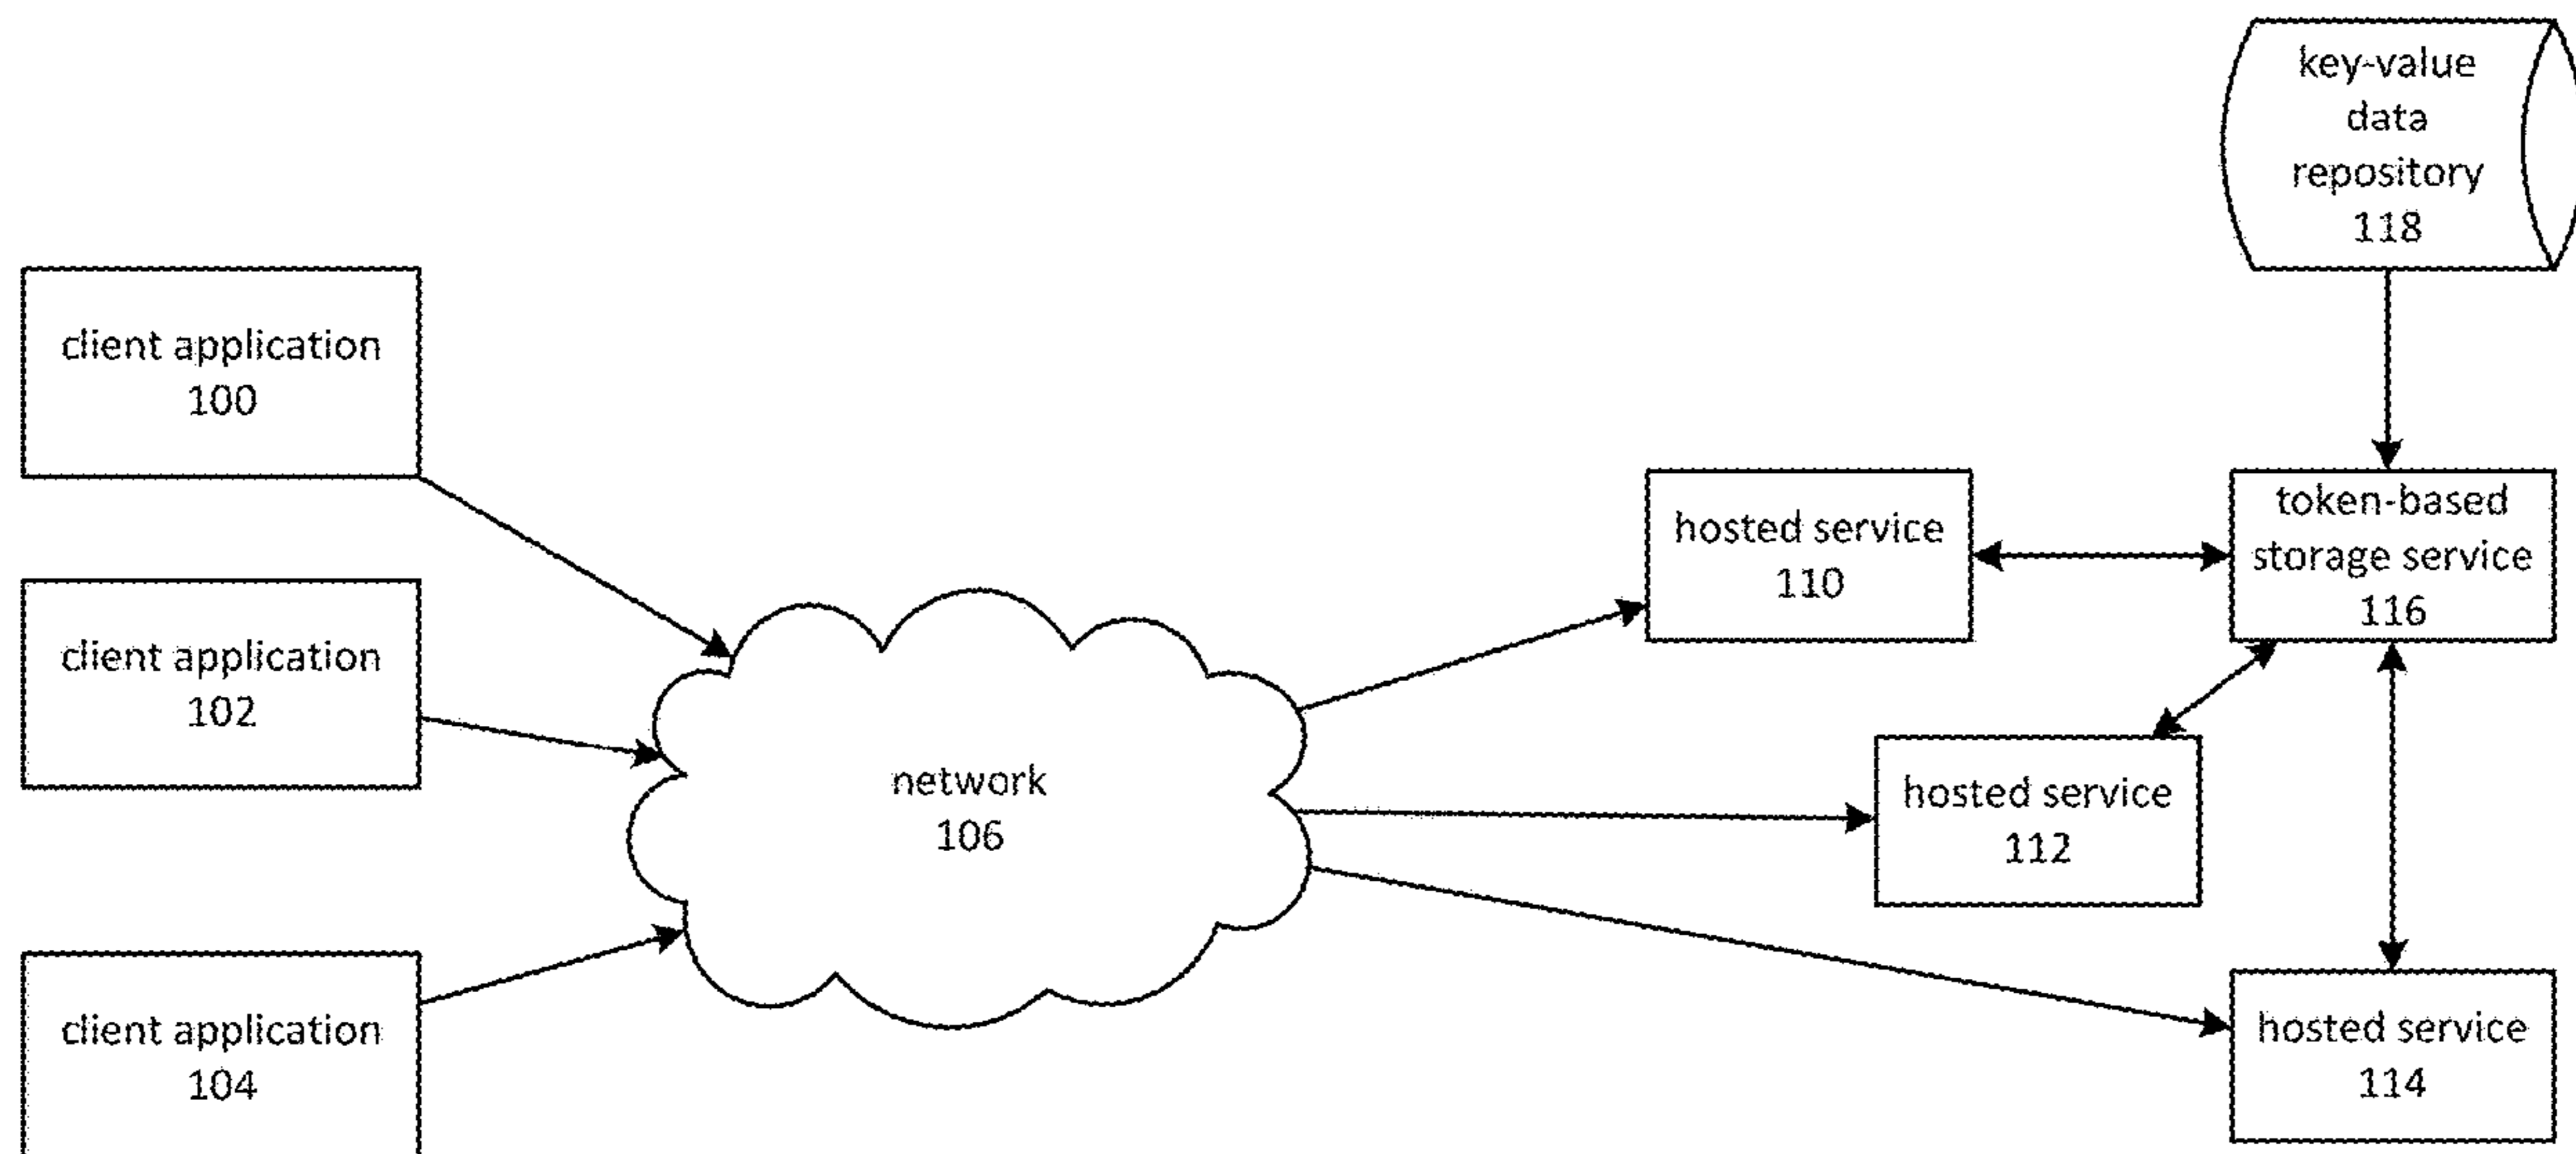 key-value
data
repository
118
client application
100
token-based
storage service
116
hosted service
110
client application
102
network
106
hosted service
112
client application
104
hosted service
114